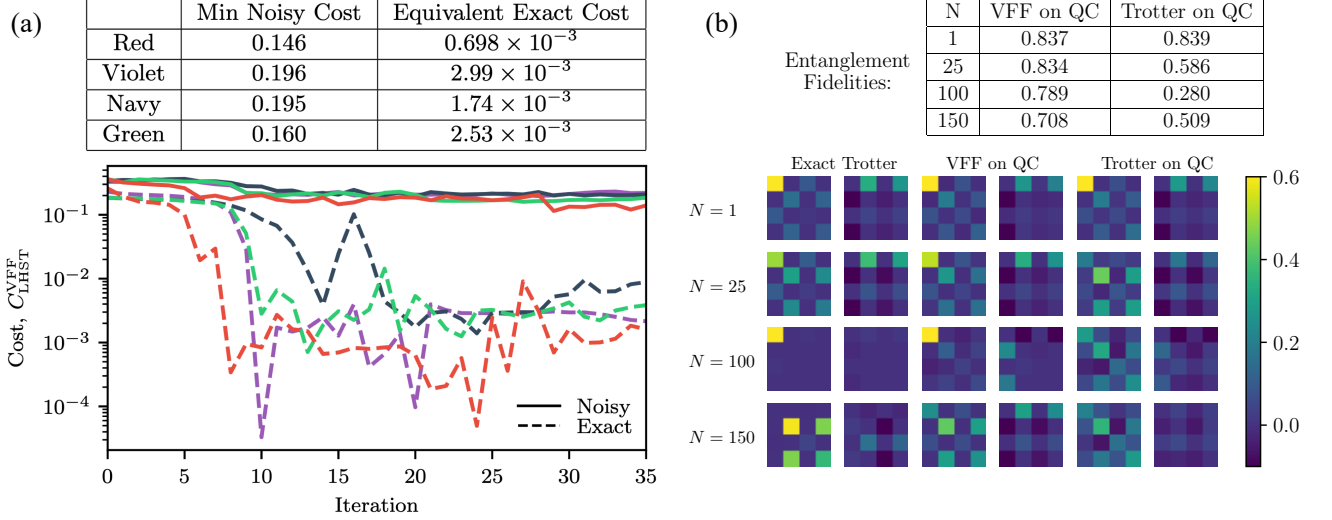 (a)
Min Noisy Cost Equivalent Exact Cost
Red 0.146 0.698 × 10⁻³
Violet 0.196 2.99 × 10⁻³
Navy 0.195 1.74 × 10⁻³
Green 0.160 2.53 × 10⁻³
Cost, C_LHST^VFF
10⁻¹
10⁻²
10⁻³
10⁻⁴
Noisy
Exact
0 5 10 15 20 25 30 35
Iteration
(b)
Entanglement
Fidelities:
N VFF on QC Trotter on QC
1 0.837 0.839
25 0.834 0.586
100 0.789 0.280
150 0.708 0.509
Exact Trotter VFF on QC Trotter on QC
N = 1
N = 25
N = 100
N = 150
0.6
0.4
0.2
0.0